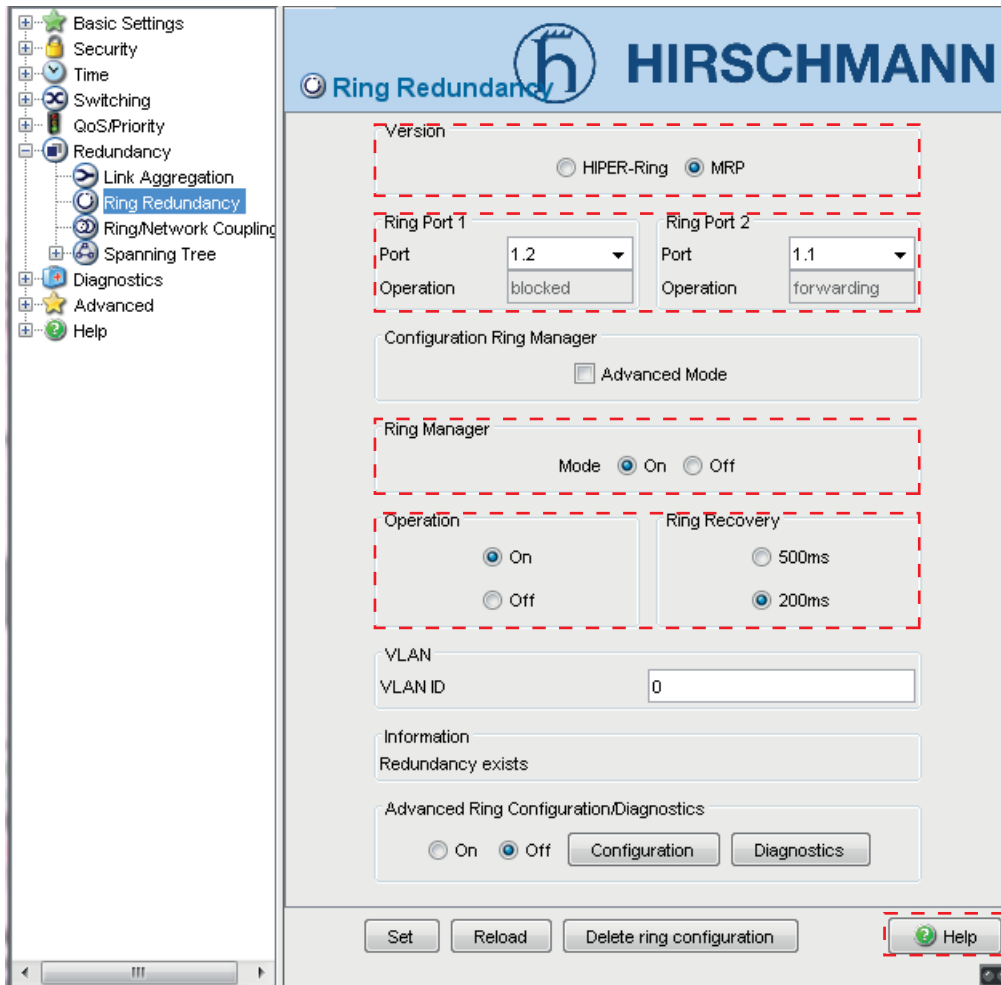 Basic Settings
Security
Time
Switching
QoS/Priority
Redundancy
Link Aggregation
Ring Redundancy
Ring/Network Coupling
Spanning Tree
Diagnostics
Advanced
Help
Ring Redundancy
HIRSCHMANN
Version
HIPER-Ring MRP
Ring Port 1 Ring Port 2
Port 1.2 Port 1.1
Operation blocked Operation forwarding
Configuration Ring Manager
Advanced Mode
Ring Manager
Mode On Off
Operation Ring Recovery
On 500ms
Off 200ms
VLAN
VLAN ID 0
Information
Redundancy exists
Advanced Ring Configuration/Diagnostics
On Off Configuration Diagnostics
Set Reload Delete ring configuration Help